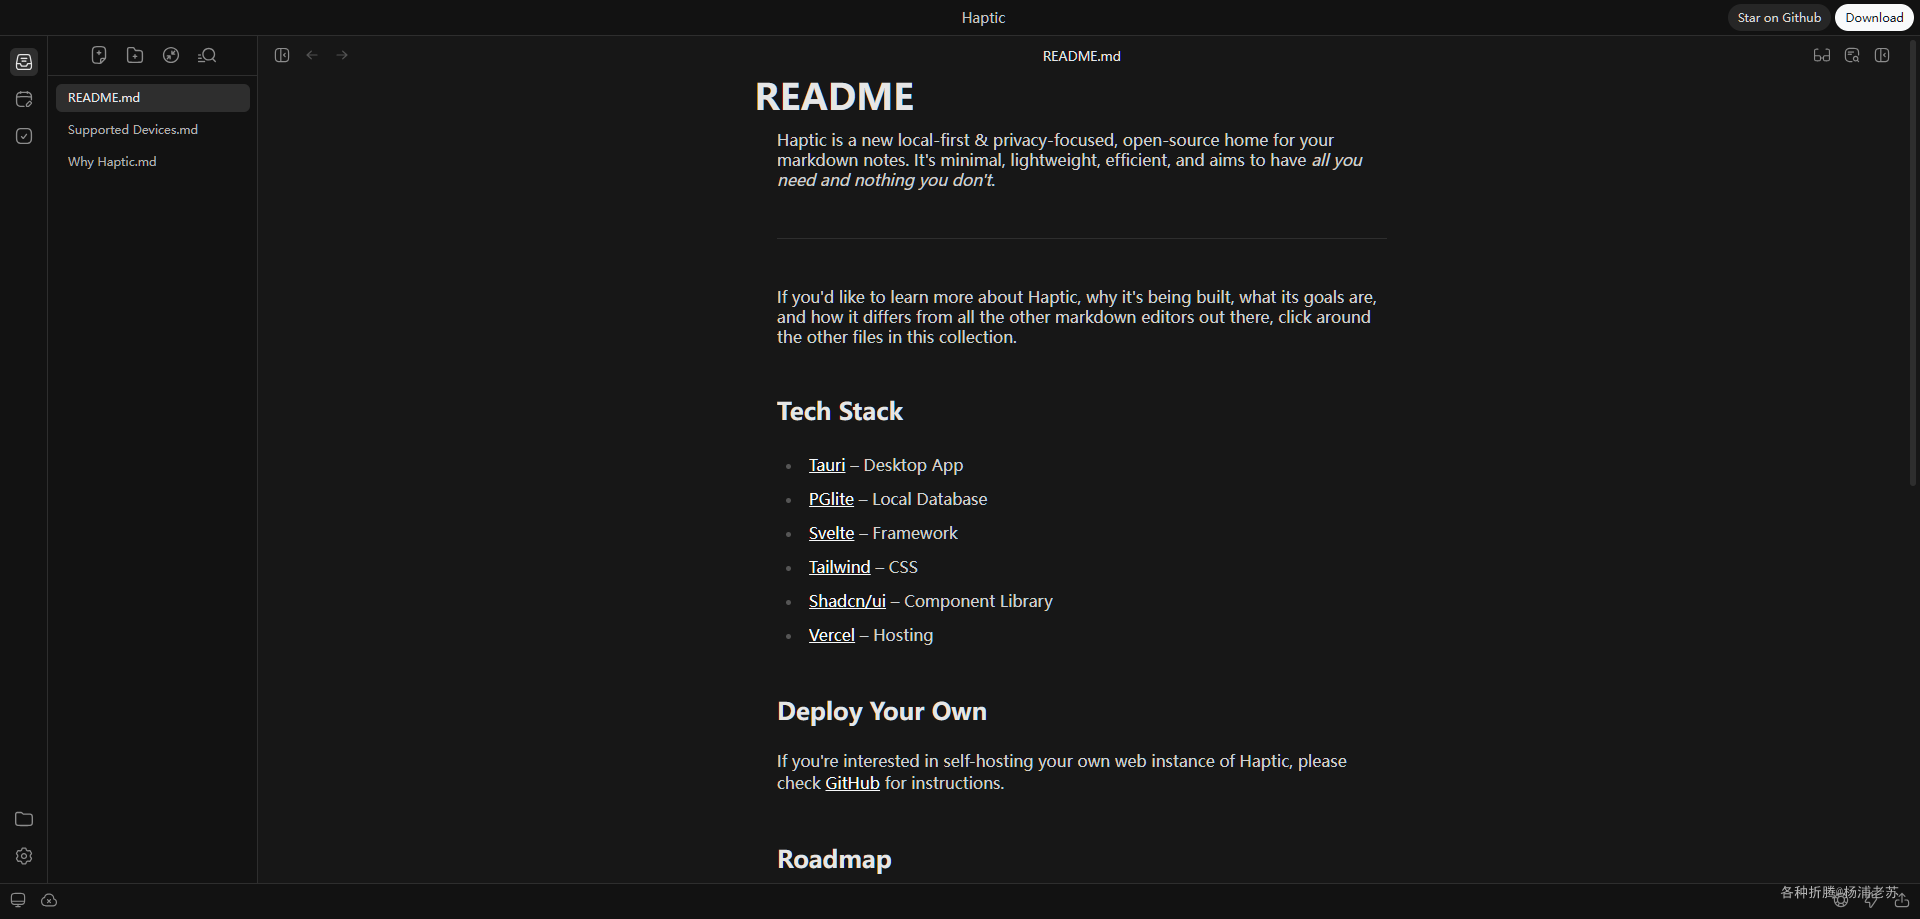 Haptic
Star on Github
Download
README.md
README.md
Supported Devices.md
Why Haptic.md
README
Haptic is a new local-first & privacy-focused, open-source home for your
markdown notes. It's minimal, lightweight, efficient, and aims to have all you
need and nothing you don't.
If you'd like to learn more about Haptic, why it's being built, what its goals are,
and how it differs from all the other markdown editors out there, click around
the other files in this collection.
Tech Stack
Tauri – Desktop App
PGlite – Local Database
Svelte – Framework
Tailwind – CSS
Shadcn/ui – Component Library
Vercel – Hosting
Deploy Your Own
If you're interested in self-hosting your own web instance of Haptic, please
check GitHub for instructions.
Roadmap
各种折腾@杨浦老苏